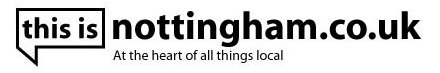 this is nottingham.co.uk
At the heart of all things local